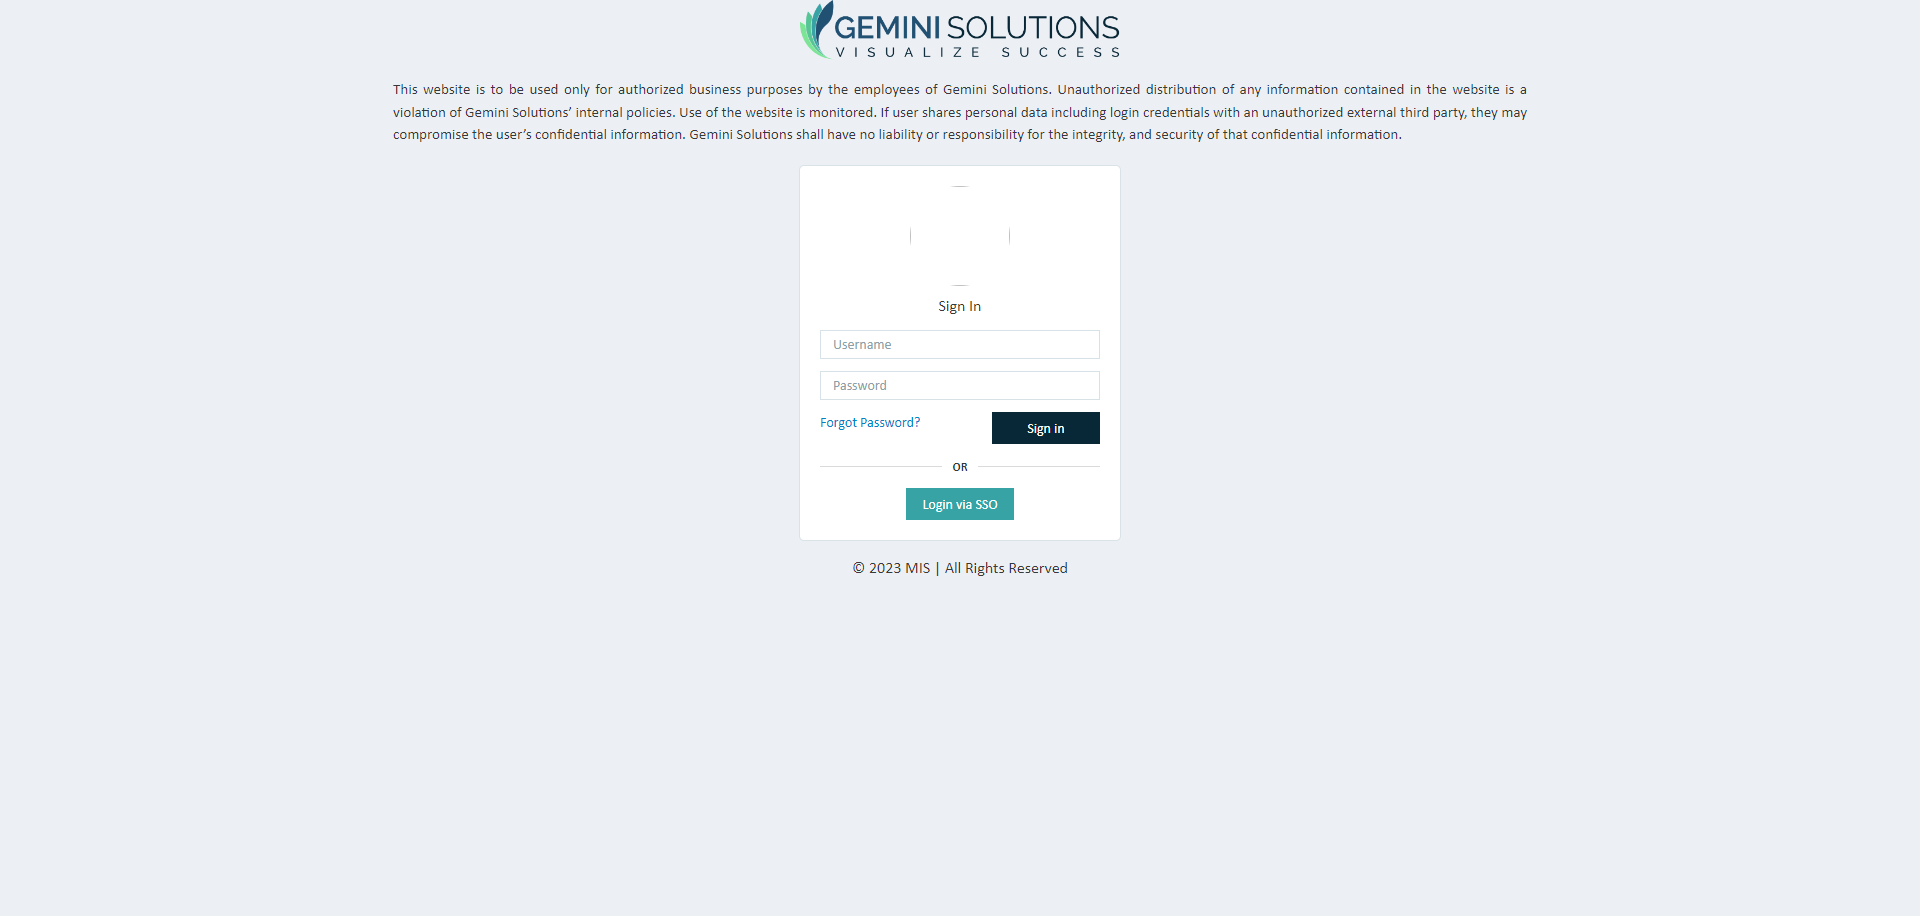 GEMINI SOLUTIONS
VISUALIZE SUCCESS
This website is to be used only for authorized business purposes by the employees of Gemini Solutions. Unauthorized distribution of any information contained in the website is a
violation of Gemini Solutions’ internal policies. Use of the website is monitored. If user shares personal data including login credentials with an unauthorized external third party, they may
compromise the user’s confidential information. Gemini Solutions shall have no liability or responsibility for the integrity, and security of that confidential information.
Sign In
Username
Password
Forgot Password?
Sign in
OR
Login via SSO
© 2023 MIS | All Rights Reserved